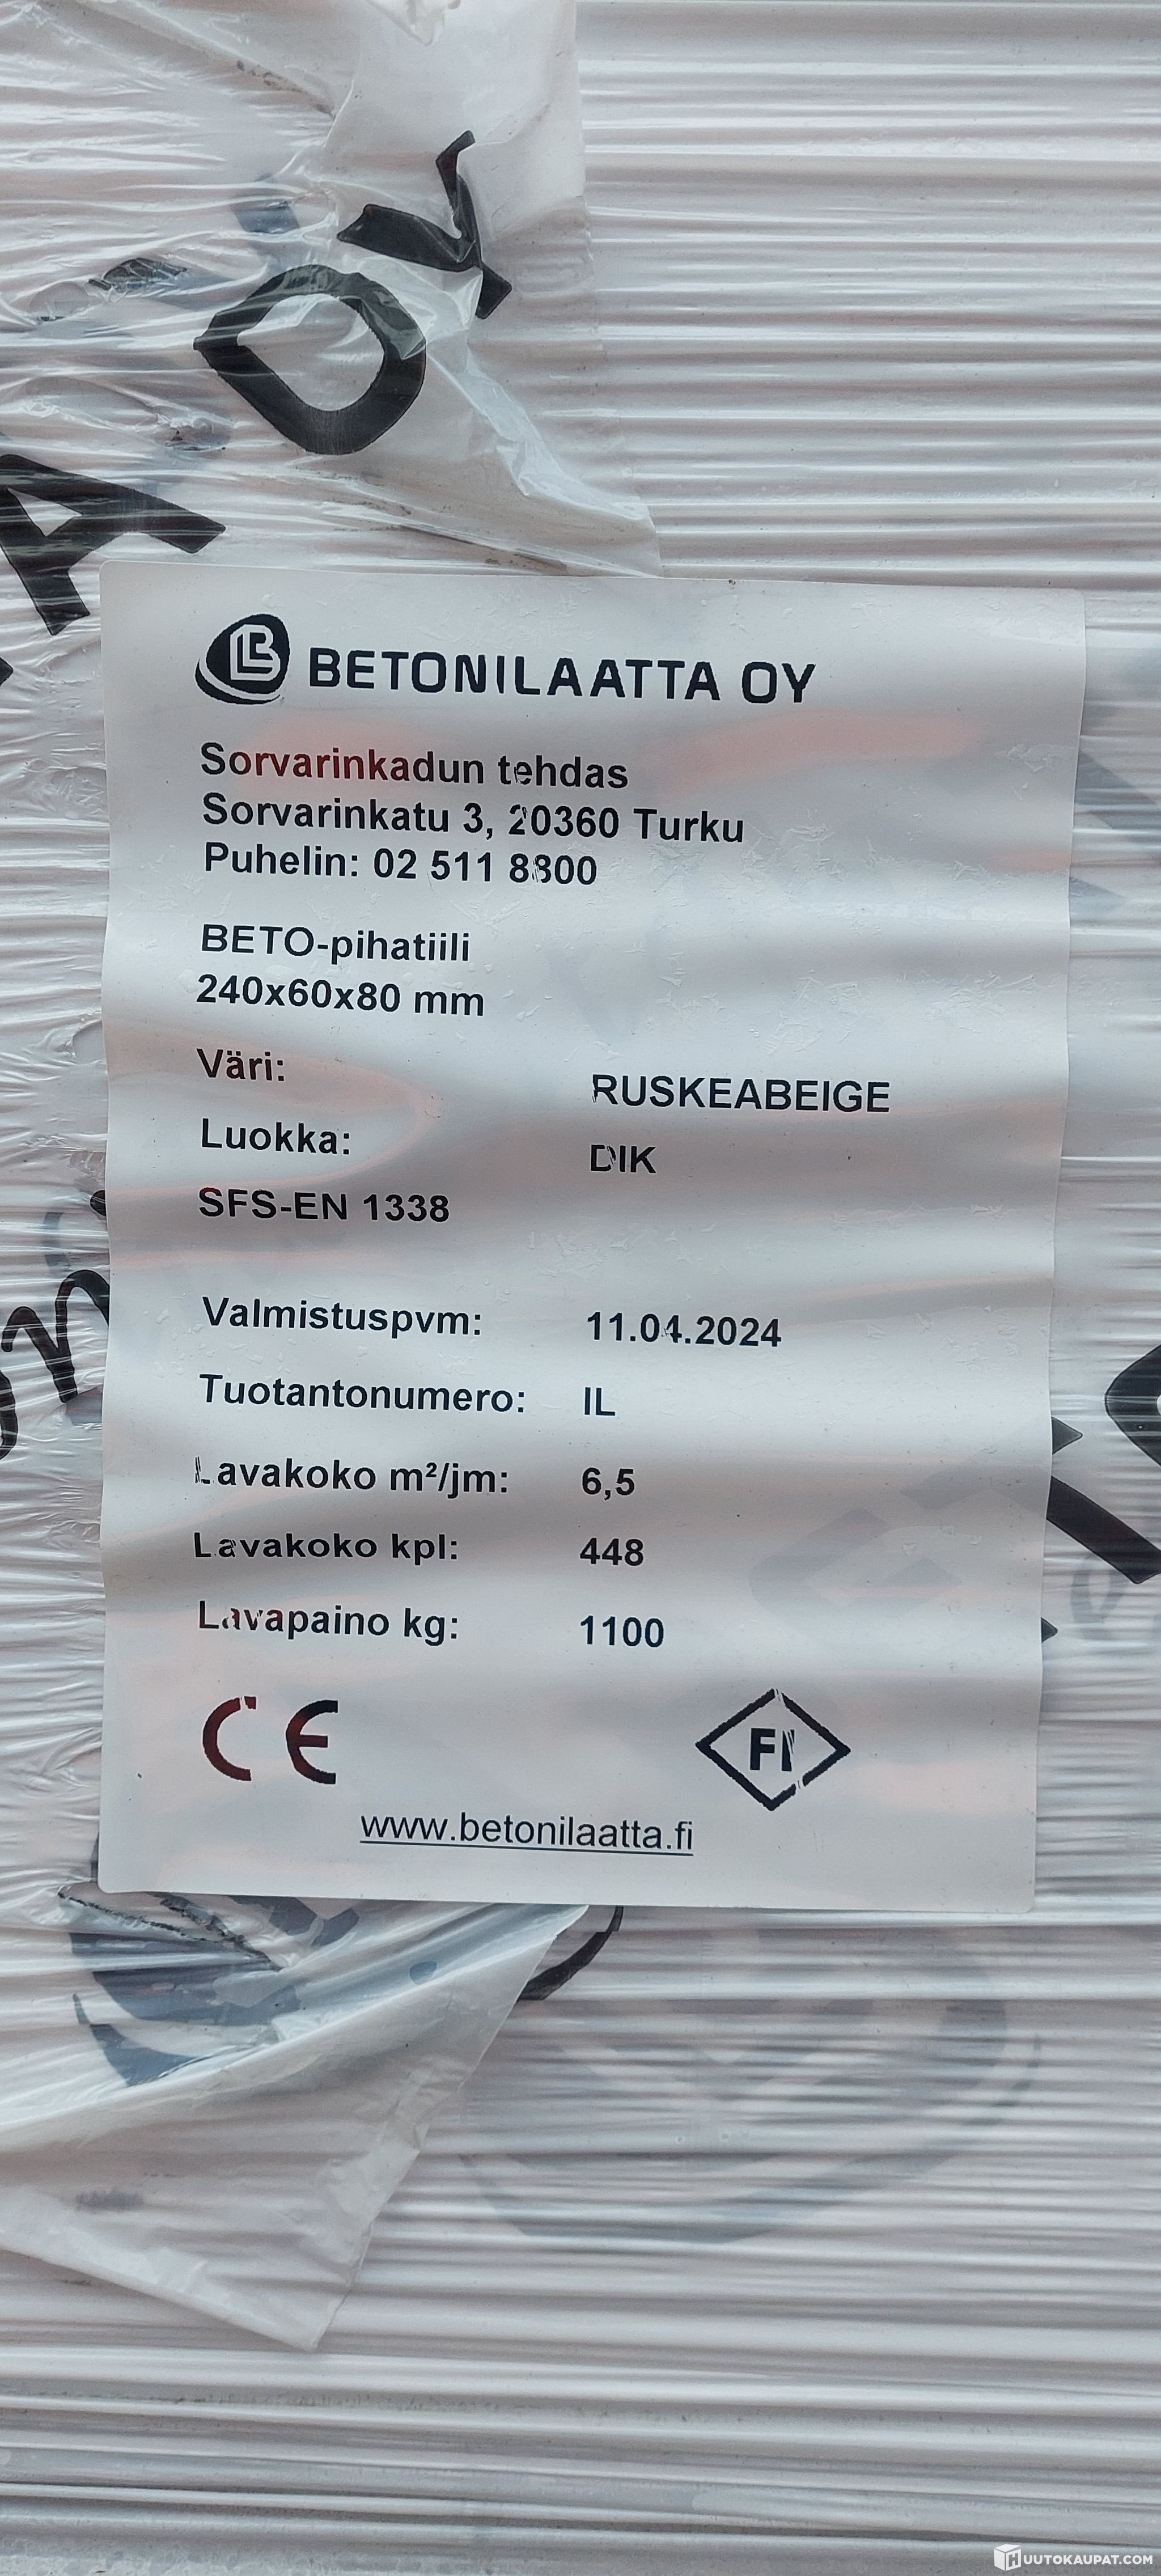 A OY
LB BETONILAATTA OY
Sorvarinkadun tehdas
Sorvarinkatu 3, 20360 Turku
Puhelin: 02 511 8800
BETO-pihatiili
240x60x80 mm
Väri: RUSKEABEIGE
Luokka: DIK
SFS-EN 1338
Valmistuspvm: 11.04.2024
Tuotantonumero: IL
Lavakoko m²/jm: 6,5
Lavakoko kpl: 448
Lavapaino kg: 1100
CE FI
www.betonilaatta.fi
HUUTOKAUPAT.COM